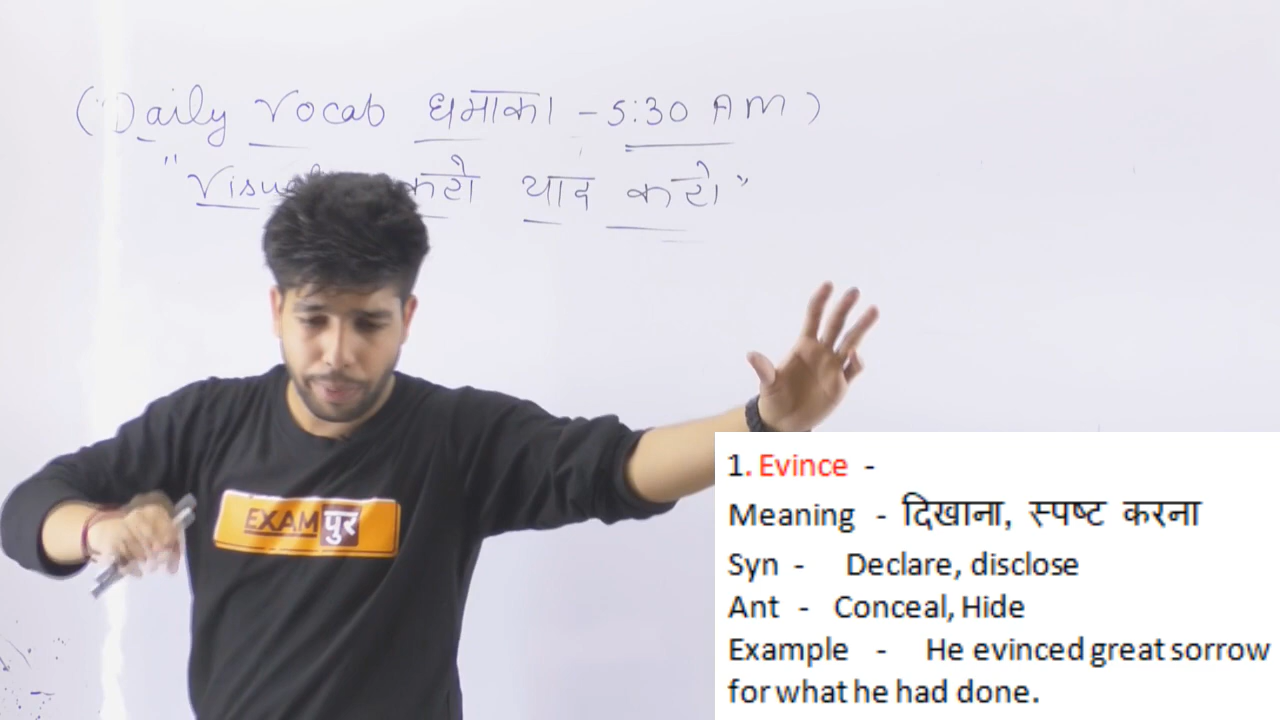 (Daily Vocab धमाका - 5:30 AM)
" करो याद करो"
EXAMपुर
1. Evince -
Meaning - दिखाना, स्पष्ट करना
Syn - Declare, disclose
Ant - Conceal, Hide
Example - He evinced great sorrow
for what he had done.